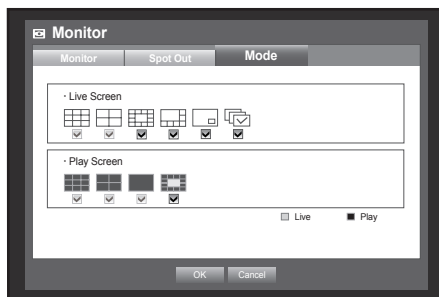 Monitor
Monitor Spot Out Mode
· Live Screen
· Play Screen
Live Play
OK Cancel